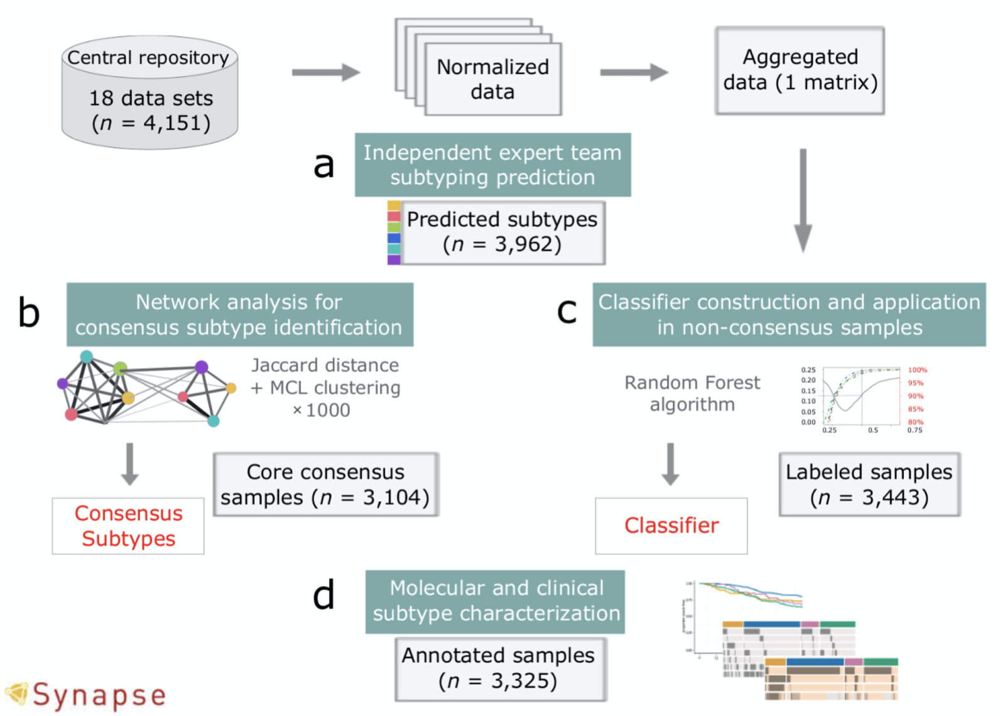 Central repository
18 data sets
(n = 4,151)
Normalized
data
Aggregated
data (1 matrix)
a
Independent expert team
subtyping prediction
Predicted subtypes
(n = 3,962)
b
Network analysis for
consensus subtype identification
Jaccard distance
+ MCL clustering
×1000
Core consensus
samples (n = 3,104)
Consensus
Subtypes
c
Classifier construction and application
in non-consensus samples
Random Forest
algorithm
0.25
0.20
0.15
0.10
0.05
0.00
100%
95%
90%
85%
80%
0.25 0.5 0.75
Labeled samples
(n = 3,443)
Classifier
d
Molecular and clinical
subtype characterization
Annotated samples
(n = 3,325)
Synapse